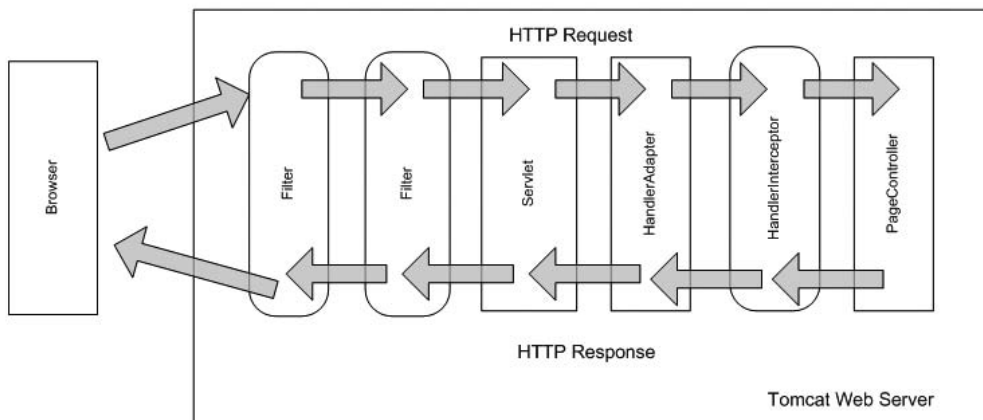 HTTP Request
Browser
Filter
Filter
Servlet
HandlerAdapter
HandlerInterceptor
PageController
HTTP Response
Tomcat Web Server